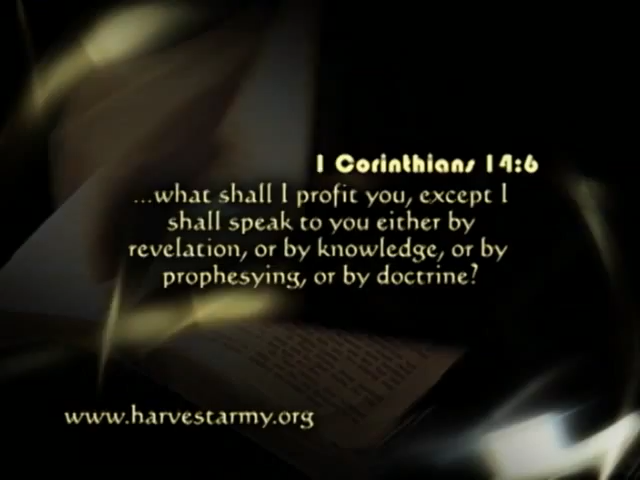 1 Corinthians 14:6
...what shall I profit you, except I
shall speak to you either by
revelation, or by knowledge, or by
prophesying, or by doctrine?
www.harvestarmy.org